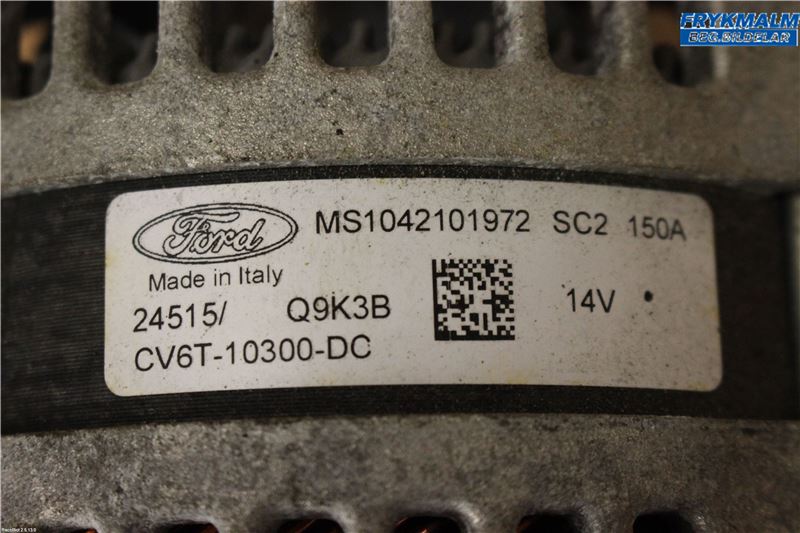 FRYKMALM
BEG.BILDELAR
Ford
MS1042101972 SC2 150A
Made in Italy
24515/ Q9K3B
14V
CV6T-10300-DC